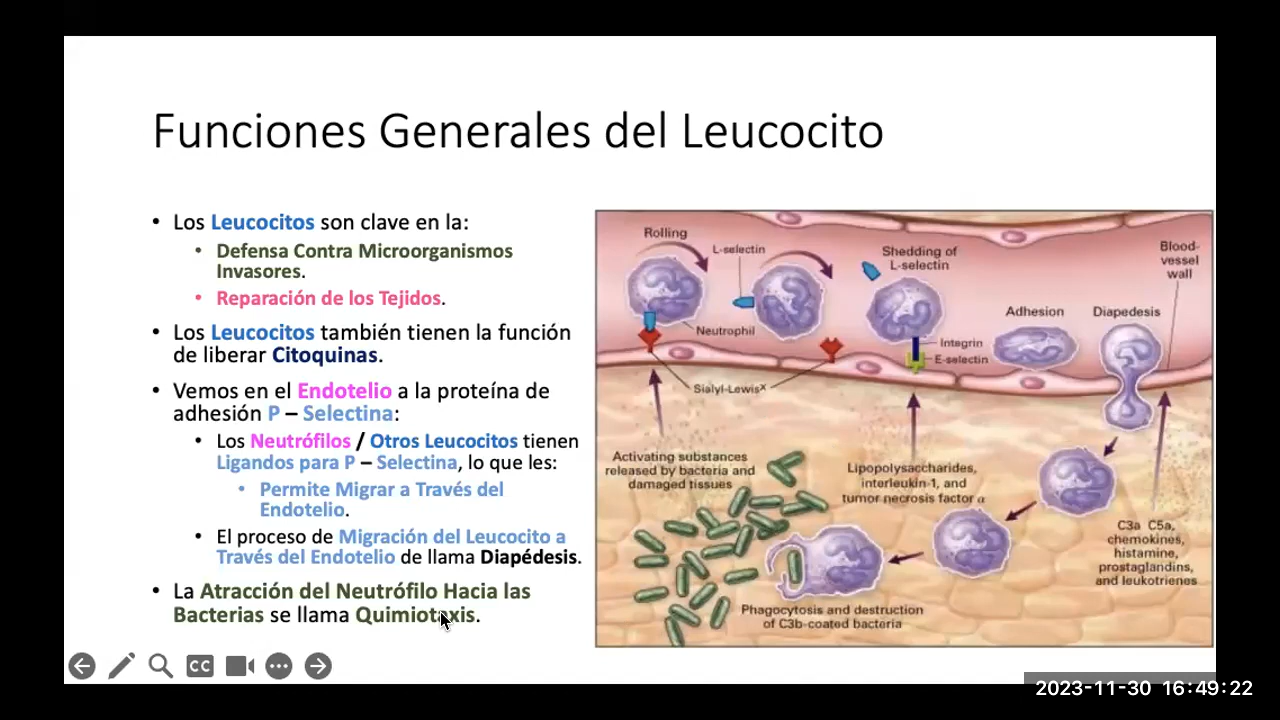 Funciones Generales del Leucocito
• Los Leucocitos son clave en la:
• Defensa Contra Microorganismos
Invasores.
• Reparación de los Tejidos.
• Los Leucocitos también tienen la función
de liberar Citoquinas.
• Vemos en el Endotelio a la proteína de
adhesión P – Selectina:
• Los Neutrófilos / Otros Leucocitos tienen
Ligandos para P – Selectina, lo que les:
• Permite Migrar a Través del
Endotelio.
• El proceso de Migración del Leucocito a
Través del Endotelio de llama Diapédesis.
• La Atracción del Neutrófilo Hacia las
Bacterias se llama Quimiotaxis.
Rolling
L-selectin
Shedding of
L-selectin
Blood-
vessel
wall
Adhesion
Diapedesis
Neutrophil
Integrin
E-selectin
Sialyl-Lewisˣ
Activating substances
released by bacteria and
damaged tissues
Lipopolysaccharides,
interleukin-1, and
tumor necrosis factor α
C3a C5a,
chemokines,
histamine,
prostaglandins,
and leukotrienes
Phagocytosis and destruction
of C3b-coated bacteria
CC
2023-11-30 16:49:22